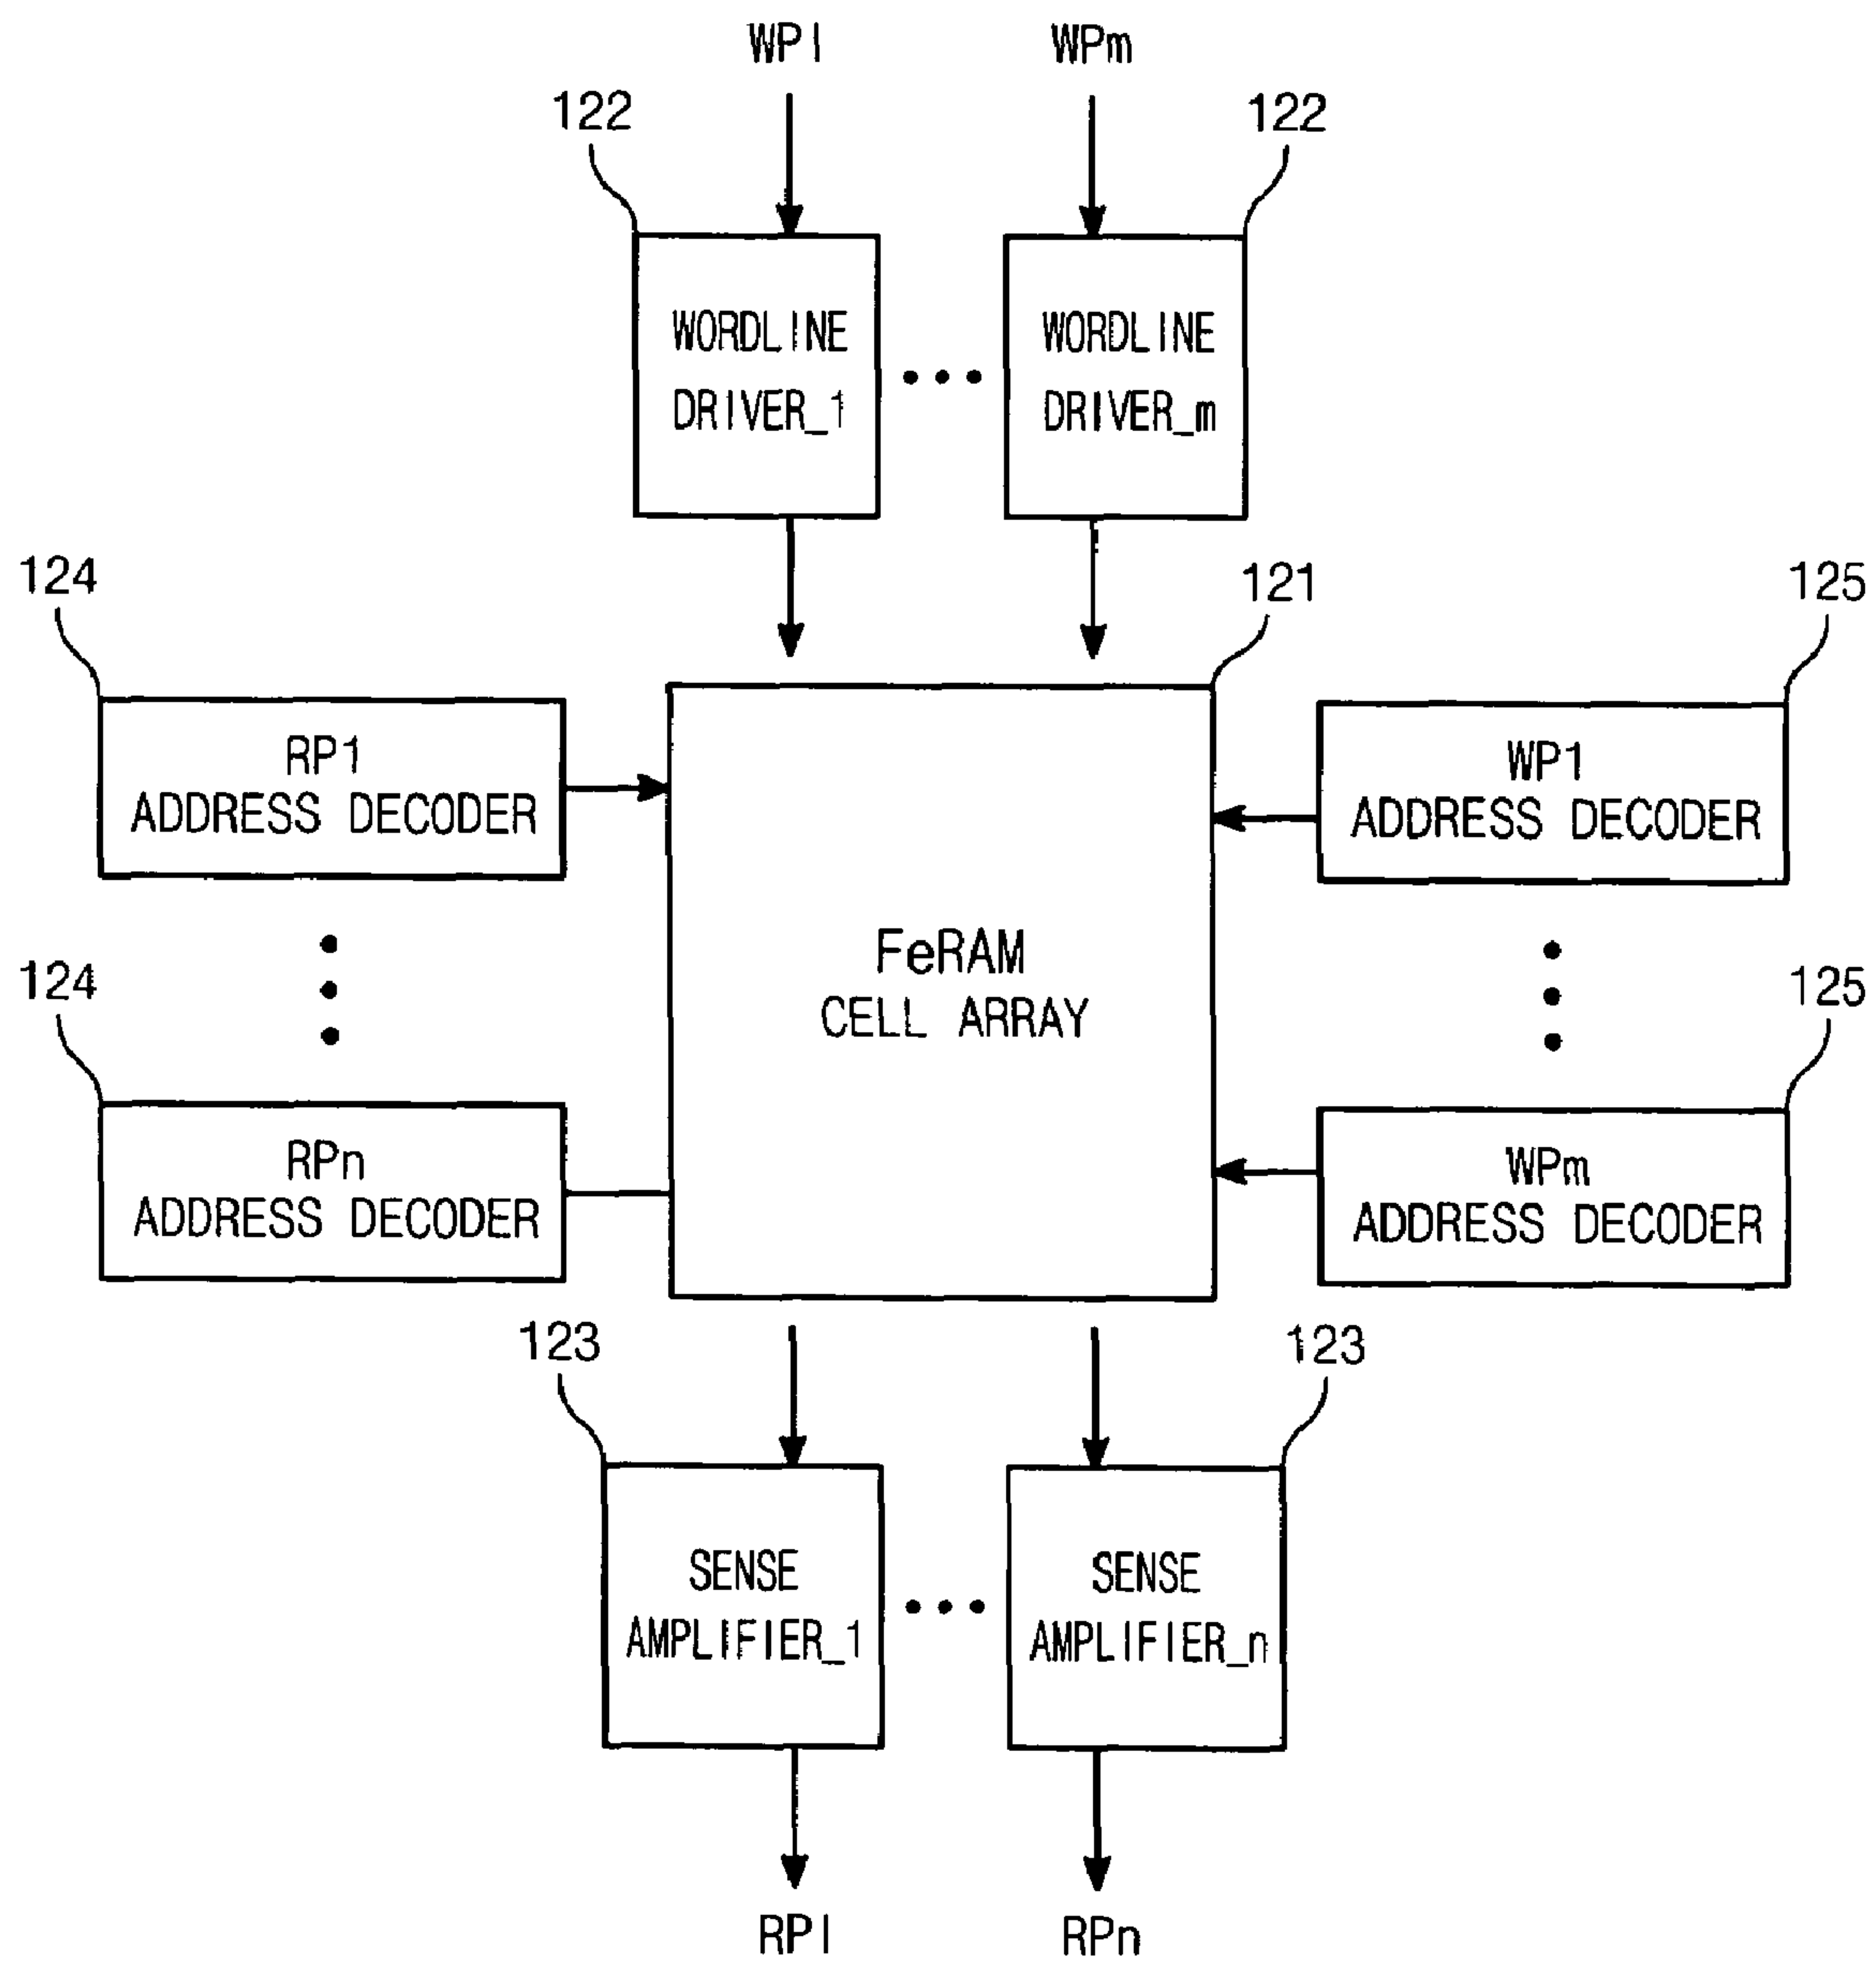 WP1 WPm
122 122
WORDLINE WORDLINE
DRIVER_1 DRIVER_m
124 121 125
RP1 WP1
ADDRESS DECODER ADDRESS DECODER
FeRAM
CELL ARRAY
124 125
RPn WPm
ADDRESS DECODER ADDRESS DECODER
123 123
SENSE SENSE
AMPLIFIER_1 AMPLIFIER_n
RP1 RPn